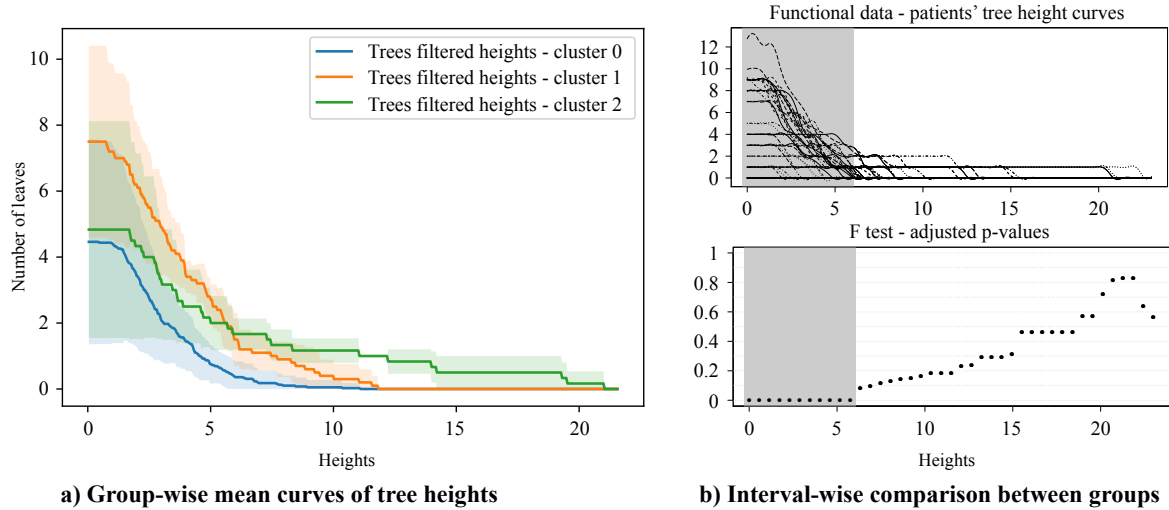 Trees filtered heights - cluster 0
Trees filtered heights - cluster 1
Trees filtered heights - cluster 2
Number of leaves
10
8
6
4
2
0
0 5 10 15 20
Heights
a) Group-wise mean curves of tree heights
Functional data - patients’ tree height curves
12
10
8
6
4
2
0
0 5 10 15 20
F test - adjusted p-values
1
0.8
0.6
0.4
0.2
0
0 5 10 15 20
Heights
b) Interval-wise comparison between groups